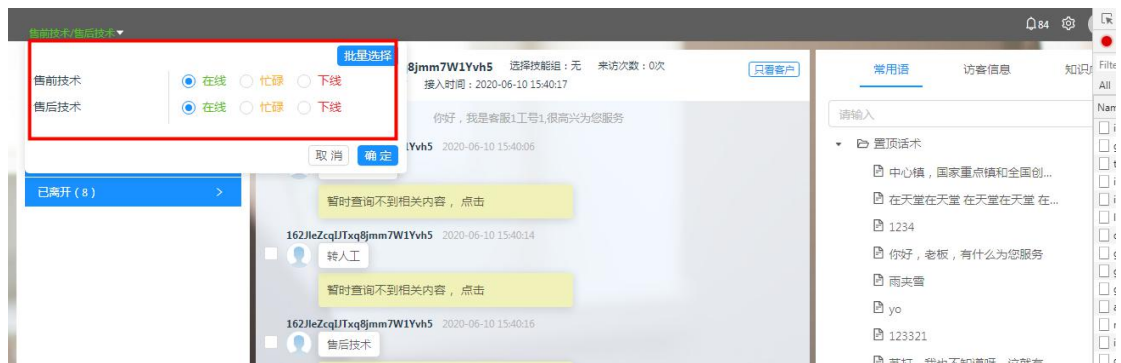 售前技术/售后技术
84
批量选择
售前技术 在线 忙碌 下线
售后技术 在线 忙碌 下线
取消 确定
已离开 ( 8 ) >
8jmm7W1Yvh5 选择技能组:无 来访次数:0次
只看客户
接入时间:2020-06-10 15:40:17
你好,我是客服1工号1,很高兴为您服务
Yvh5 2020-06-10 15:40:06
暂时查询不到相关内容 , 点击
162JleZcqIJTxq8jmm7W1Yvh5 2020-06-10 15:40:14
转人工
暂时查询不到相关内容 , 点击
162JleZcqIJTxq8jmm7W1Yvh5 2020-06-10 15:40:16
售后技术
常用语 访客信息 知识
请输入
置顶话术
中心镇,国家重点镇和全国创...
在天堂在天堂 在天堂在天堂 在...
1234
你好,老板,有什么为您服务
雨夹雪
yo
123321
Filte
All
Nam